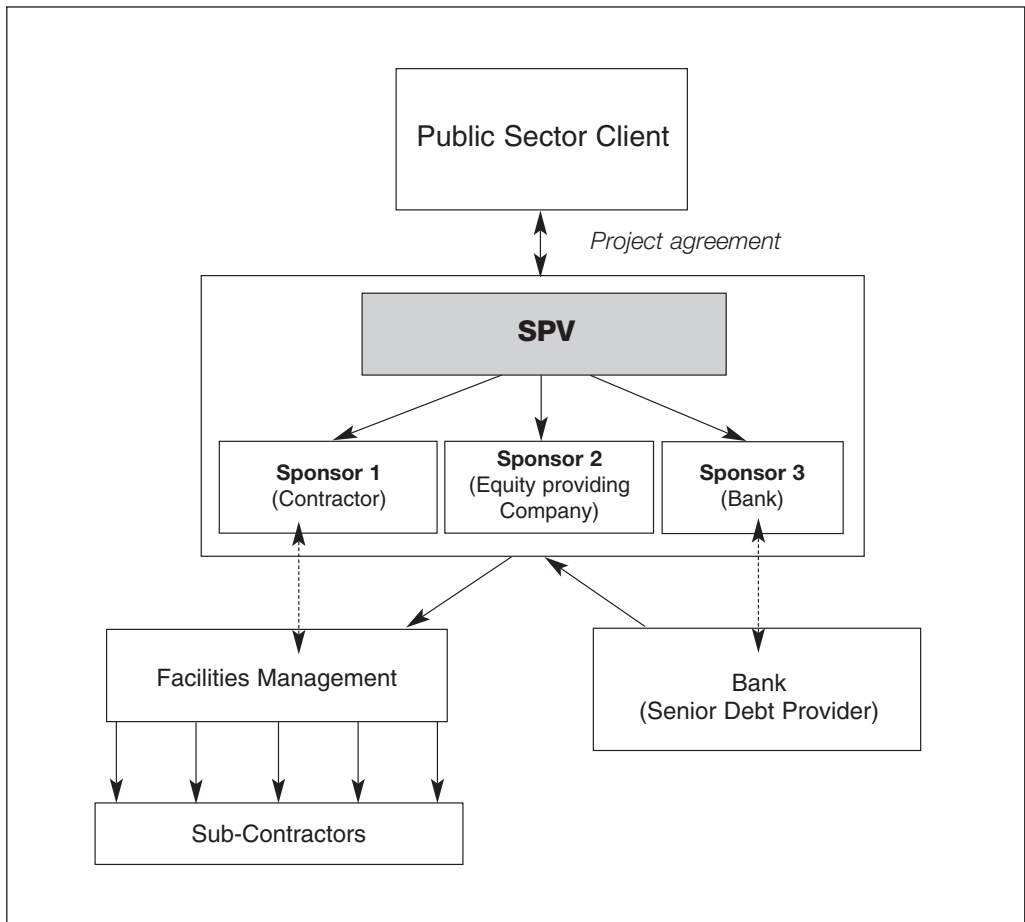 Public Sector Client
Project agreement
SPV
Sponsor 1
(Contractor)
Sponsor 2
(Equity providing
Company)
Sponsor 3
(Bank)
Facilities Management
Bank
(Senior Debt Provider)
Sub-Contractors